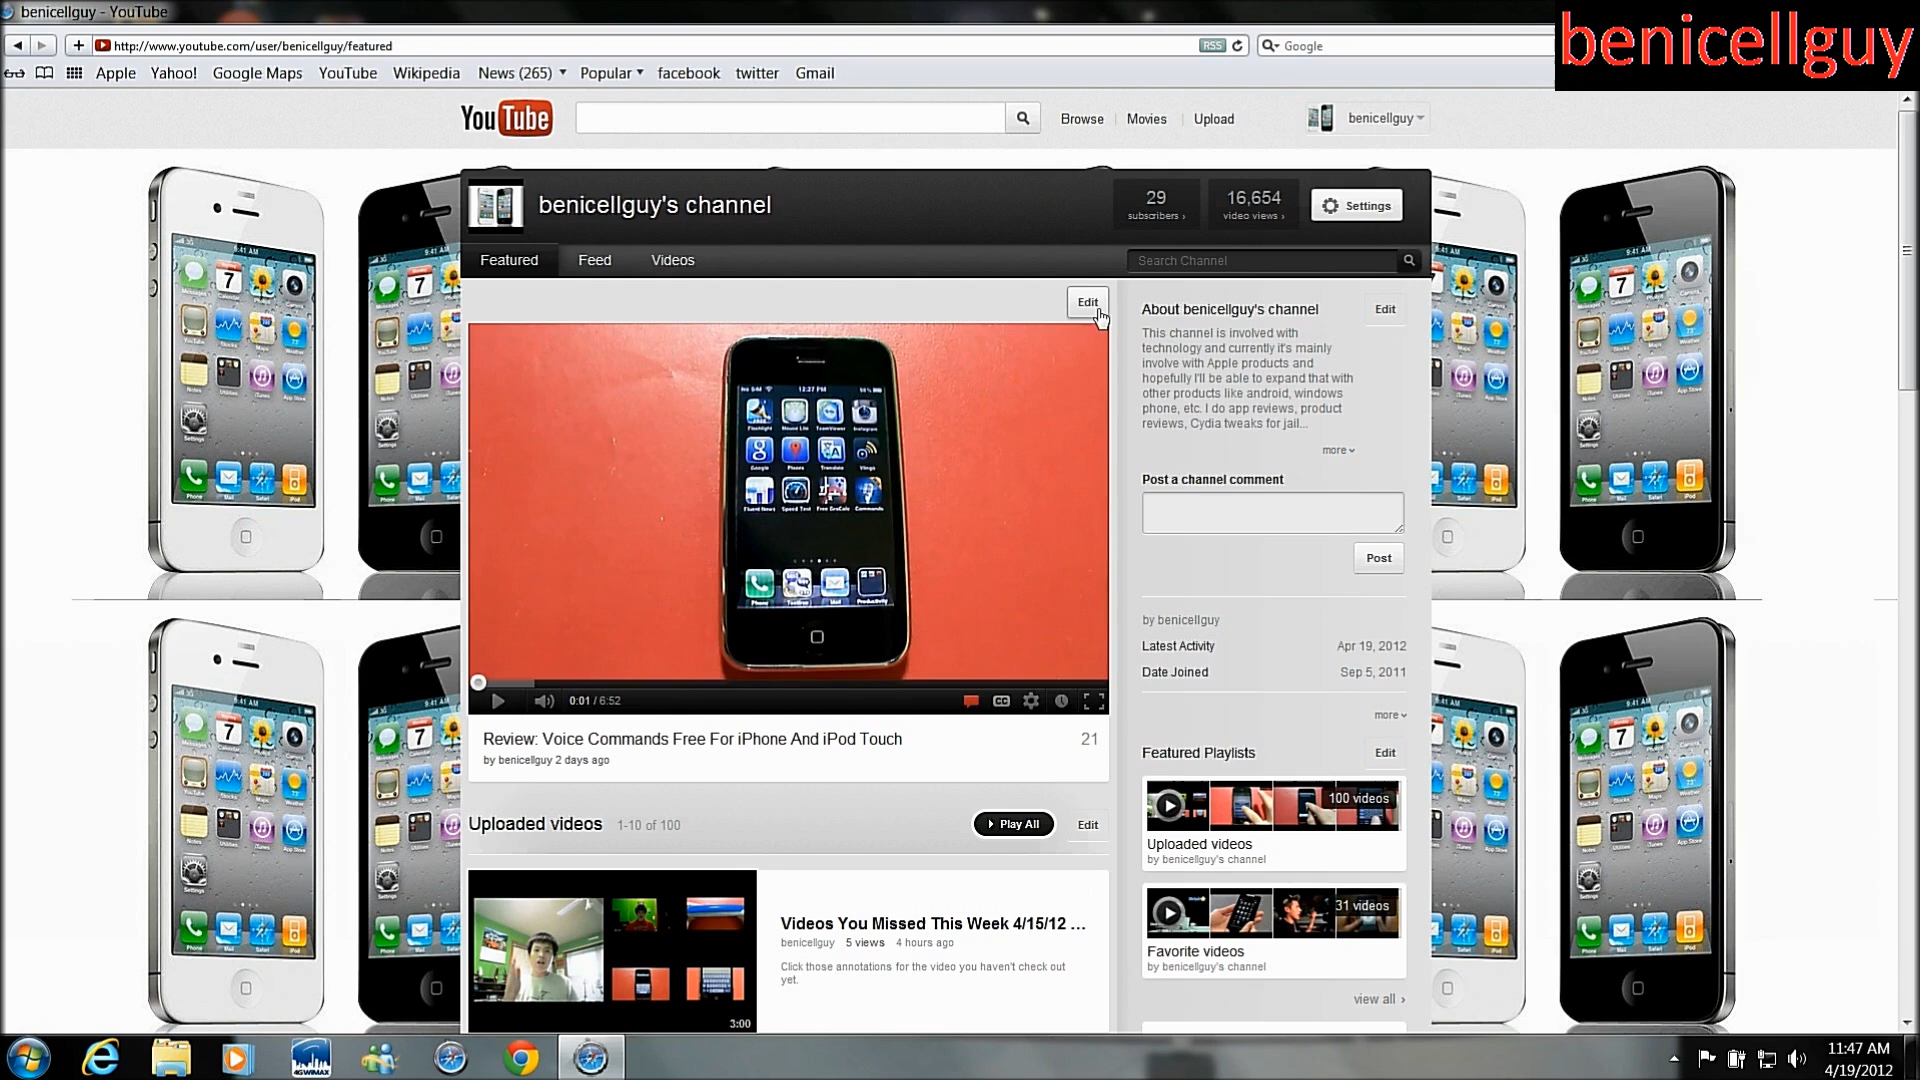 benicellguy - YouTube
benicellguy
http://www.youtube.com/user/benicellguy/featured
RSS
Google
Apple
Yahoo!
Google Maps
YouTube
Wikipedia
News (265)
Popular
facebook
twitter
Gmail
YouTube
Browse
Movies
Upload
benicellguy
benicellguy's channel
29
subscribers ›
16,654
video views ›
Settings
Featured
Feed
Videos
Search Channel
Edit
About benicellguy's channel
Edit
This channel is involved with
technology and currently it's mainly
involve with Apple products and
hopefully I'll be able to expand that with
other products like android, windows
phone, etc. I do app reviews, product
reviews, Cydia tweaks for jail...
more
Post a channel comment
Post
by benicellguy
Latest Activity
Apr 19, 2012
Date Joined
Sep 5, 2011
more
0:01 / 6:52
CC
Review: Voice Commands Free For iPhone And iPod Touch
21
by benicellguy 2 days ago
Featured Playlists
Edit
100 videos
Uploaded videos
by benicellguy's channel
31 videos
Favorite videos
by benicellguy's channel
view all ›
Uploaded videos
1-10 of 100
Play All
Edit
Videos You Missed This Week 4/15/12 ...
benicellguy 5 views 4 hours ago
Click those annotations for the video you haven't check out
yet.
3:00
4GWIMAX
11:47 AM
4/19/2012